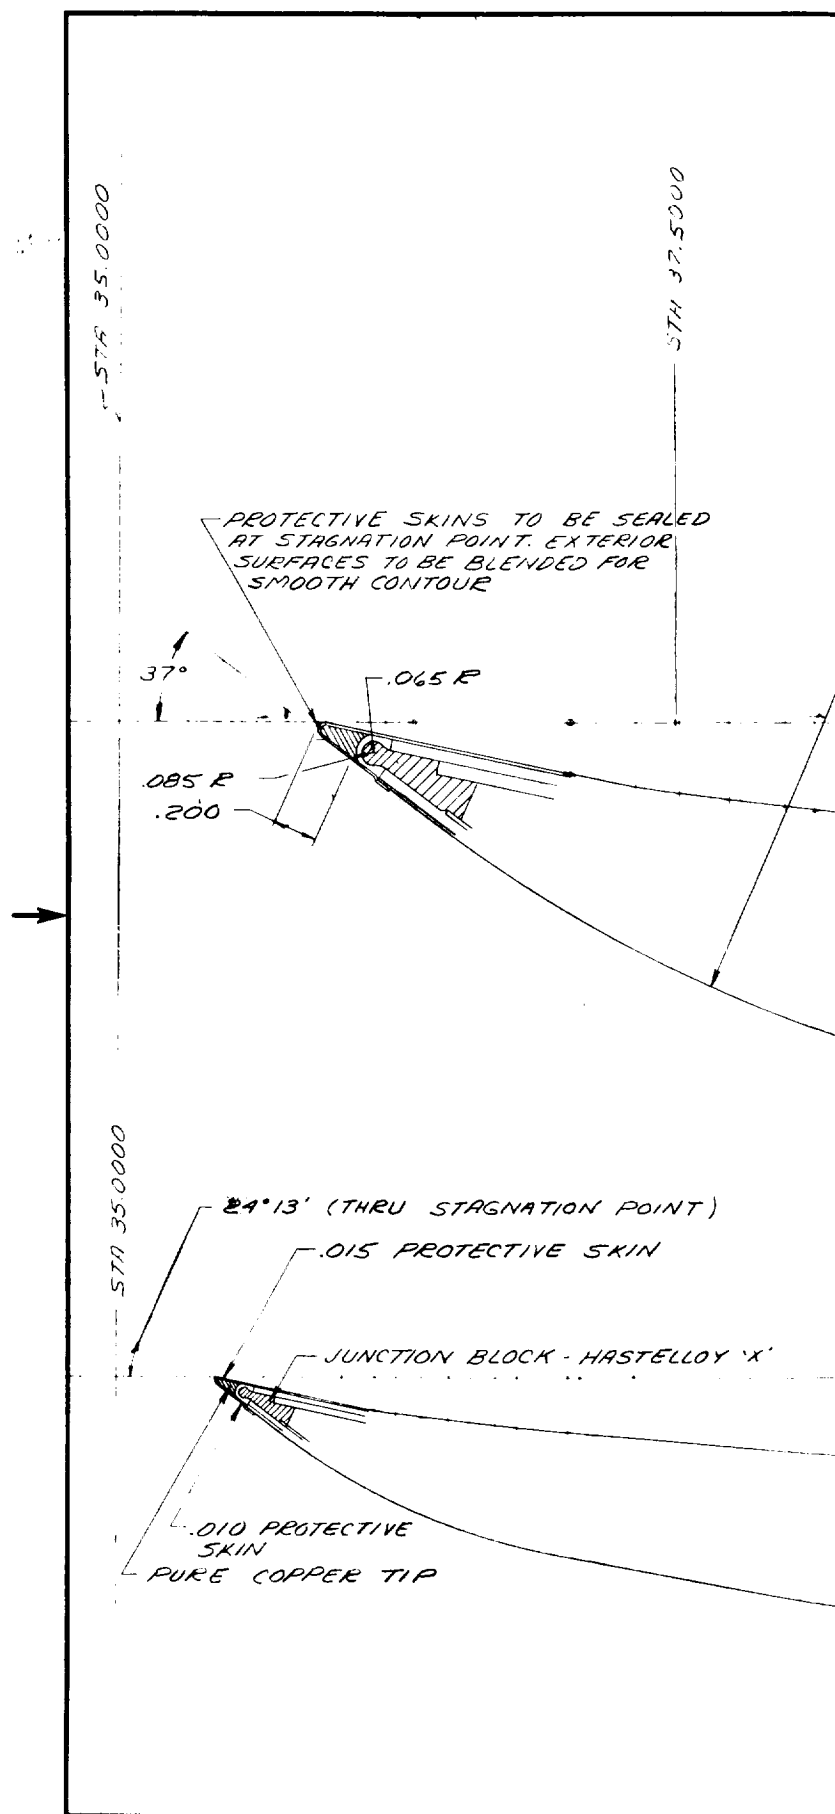 STA 35.0000
STA 37.5000
PROTECTIVE SKINS TO BE SEALED
AT STAGNATION POINT. EXTERIOR
SURFACES TO BE BLENDED FOR
SMOOTH CONTOUR
37°
.065 R
.085 R
.200
STA 35.0000
24°13' (THRU STAGNATION POINT)
.015 PROTECTIVE SKIN
JUNCTION BLOCK - HASTELLOY 'X'
.010 PROTECTIVE
SKIN
PURE COPPER TIP